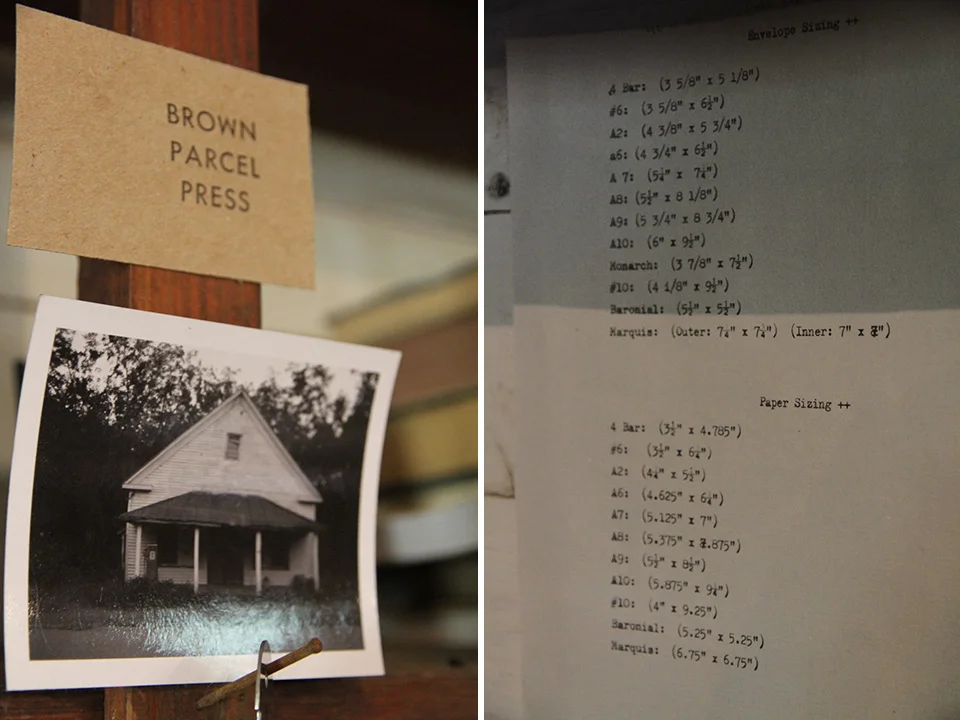 BROWN
PARCEL
PRESS
Envelope Sizing ++
4 Bar: (3 5/8" x 5 1/8")
#6: (3 5/8" x 6½")
A2: (4 3/8" x 5 3/4")
a6: (4 3/4" x 6½")
A 7: (5¼" x 7¼")
A8: (5½" x 8 1/8")
A9: (5 3/4" x 8 3/4")
A10: (6" x 9½")
Monarch: (3 7/8" x 7½")
#10: (4 1/8" x 9½")
Baronial: (5½" x 5½")
Marquis: (Outer: 7¼" x 7¼") (Inner: 7" x 7")
Paper Sizing ++
4 Bar: (3½" x 4.785")
#6: (3½" x 6¼")
A2: (4¼" x 5½")
A6: (4.625" x 6¼")
A7: (5.125" x 7")
A8: (5.375" x 7.875")
A9: (5½" x 8½")
A10: (5.875" x 9¼")
#10: (4" x 9.25")
Baronial: (5.25" x 5.25")
Marquis: (6.75" x 6.75")